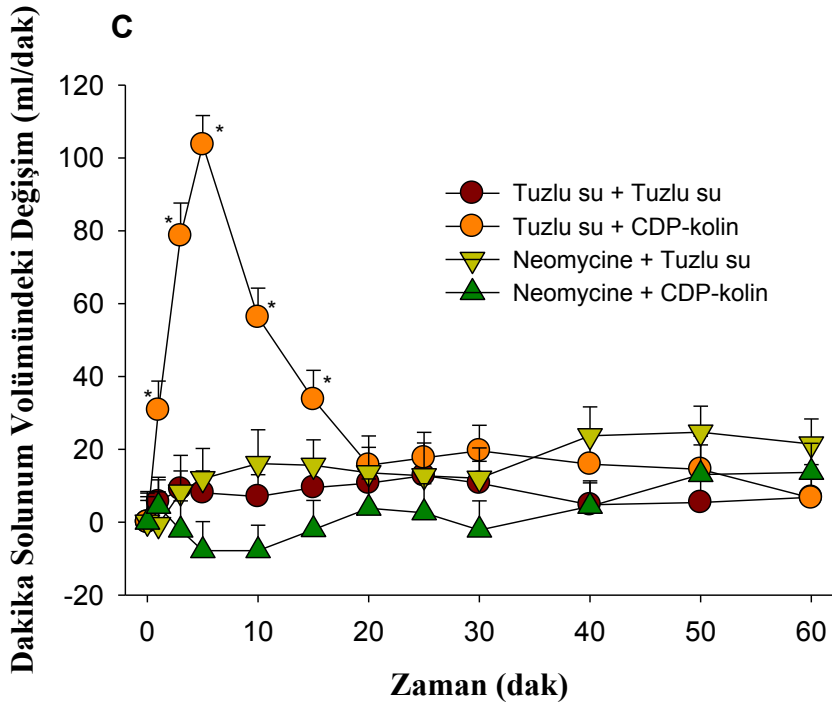 C
Dakika Solunum Volümündeki Değişim (ml/dak)
120
100
80
60
40
20
0
-20
* * * * *
Tuzlu su + Tuzlu su
Tuzlu su + CDP-kolin
Neomycine + Tuzlu su
Neomycine + CDP-kolin
0 10 20 30 40 50 60
Zaman (dak)